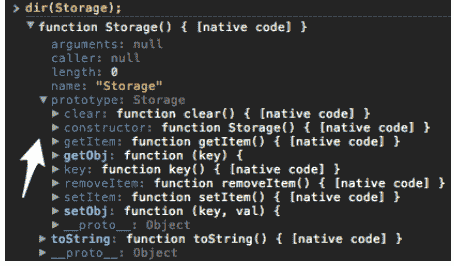 > dir(Storage);
▼function Storage() { [native code] }
arguments: null
caller: null
length: 0
name: "Storage"
▼prototype: Storage
▶clear: function clear() { [native code] }
▶constructor: function Storage() { [native code] }
▶getItem: function getItem() { [native code] }
▶getObj: function (key) {
▶key: function key() { [native code] }
▶removeItem: function removeItem() { [native code] }
▶setItem: function setItem() { [native code] }
▶setObj: function (key, val) {
▶__proto__: Object
▶toString: function toString() { [native code] }
▶__proto__: Object